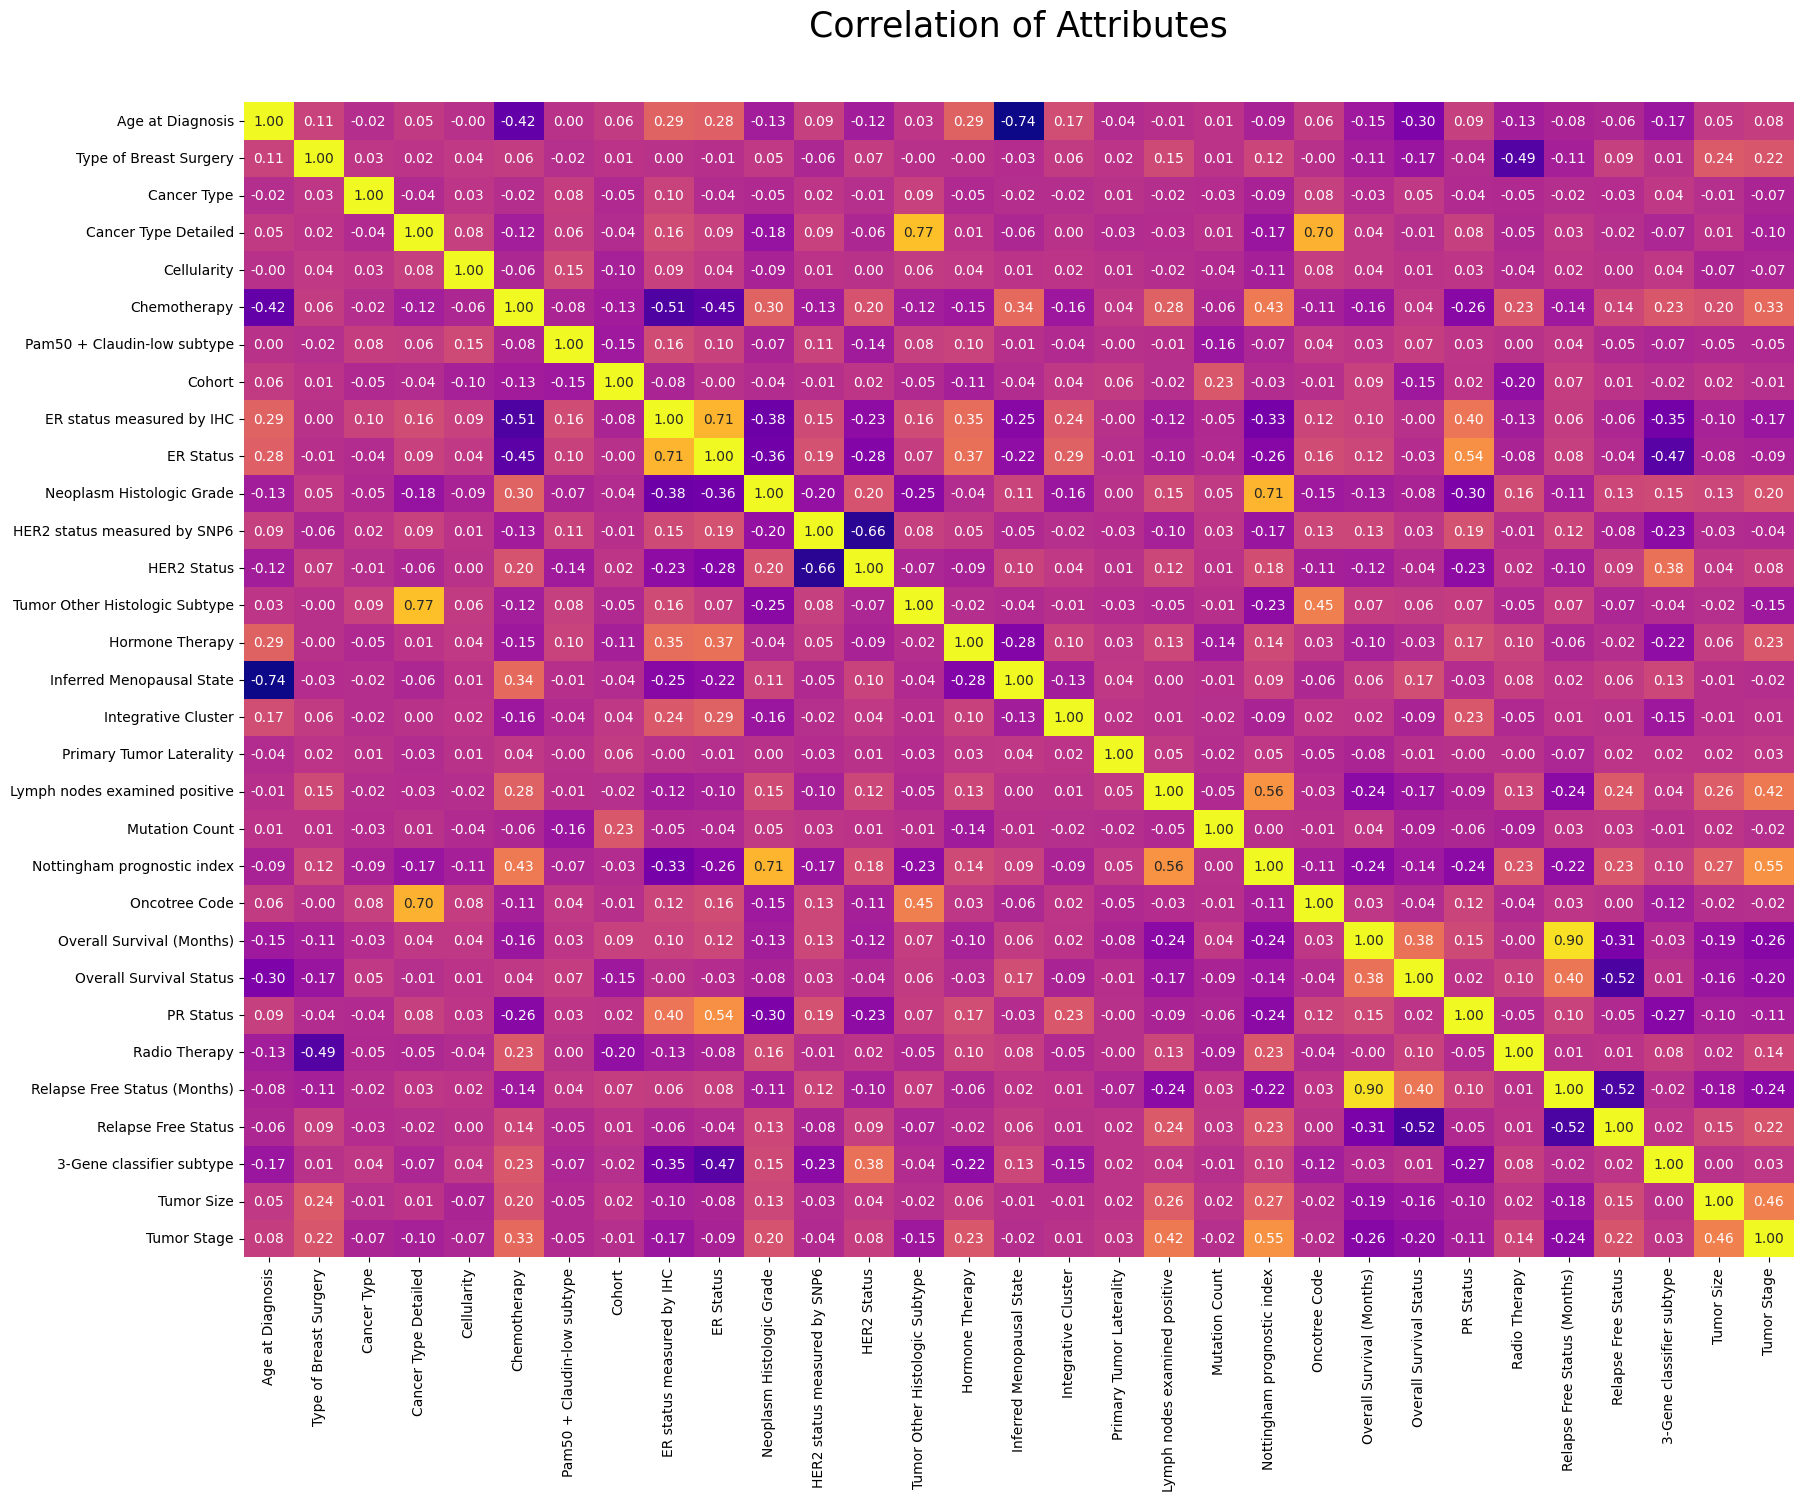 Correlation of Attributes
Age at Diagnosis 1.00 0.11 -0.02 0.05 -0.00 -0.42 0.00 0.06 0.29 0.28 -0.13 0.09 -0.12 0.03 0.29 -0.74 0.17 -0.04 -0.01 0.01 -0.09 0.06 -0.15 -0.30 0.09 -0.13 -0.08 -0.06 -0.17 0.05 0.08
Type of Breast Surgery 0.11 1.00 0.03 0.02 0.04 0.06 -0.02 0.01 0.00 -0.01 0.05 -0.06 0.07 -0.00 -0.00 -0.03 0.06 0.02 0.15 0.01 0.12 -0.00 -0.11 -0.17 -0.04 -0.49 -0.11 0.09 0.01 0.24 0.22
Cancer Type -0.02 0.03 1.00 -0.04 0.03 -0.02 0.08 -0.05 0.10 -0.04 -0.05 0.02 -0.01 0.09 -0.05 -0.02 -0.02 0.01 -0.02 -0.03 -0.09 0.08 -0.03 0.05 -0.04 -0.05 -0.02 -0.03 0.04 -0.01 -0.07
Cancer Type Detailed 0.05 0.02 -0.04 1.00 0.08 -0.12 0.06 -0.04 0.16 0.09 -0.18 0.09 -0.06 0.77 0.01 -0.06 0.00 -0.03 -0.03 0.01 -0.17 0.70 0.04 -0.01 0.08 -0.05 0.03 -0.02 -0.07 0.01 -0.10
Cellularity -0.00 0.04 0.03 0.08 1.00 -0.06 0.15 -0.10 0.09 0.04 -0.09 0.01 0.00 0.06 0.04 0.01 0.02 0.01 -0.02 -0.04 -0.11 0.08 0.04 0.01 0.03 -0.04 0.02 0.00 0.04 -0.07 -0.07
Chemotherapy -0.42 0.06 -0.02 -0.12 -0.06 1.00 -0.08 -0.13 -0.51 -0.45 0.30 -0.13 0.20 -0.12 -0.15 0.34 -0.16 0.04 0.28 -0.06 0.43 -0.11 -0.16 0.04 -0.26 0.23 -0.14 0.14 0.23 0.20 0.33
Pam50 + Claudin-low subtype 0.00 -0.02 0.08 0.06 0.15 -0.08 1.00 -0.15 0.16 0.10 -0.07 0.11 -0.14 0.08 0.10 -0.01 -0.04 -0.00 -0.01 -0.16 -0.07 0.04 0.03 0.07 0.03 0.00 0.04 -0.05 -0.07 -0.05 -0.05
Cohort 0.06 0.01 -0.05 -0.04 -0.10 -0.13 -0.15 1.00 -0.08 -0.00 -0.04 -0.01 0.02 -0.05 -0.11 -0.04 0.04 0.06 -0.02 0.23 -0.03 -0.01 0.09 -0.15 0.02 -0.20 0.07 0.01 -0.02 0.02 -0.01
ER status measured by IHC 0.29 0.00 0.10 0.16 0.09 -0.51 0.16 -0.08 1.00 0.71 -0.38 0.15 -0.23 0.16 0.35 -0.25 0.24 -0.00 -0.12 -0.05 -0.33 0.12 0.10 -0.00 0.40 -0.13 0.06 -0.06 -0.35 -0.10 -0.17
ER Status 0.28 -0.01 -0.04 0.09 0.04 -0.45 0.10 -0.00 0.71 1.00 -0.36 0.19 -0.28 0.07 0.37 -0.22 0.29 -0.01 -0.10 -0.04 -0.26 0.16 0.12 -0.03 0.54 -0.08 0.08 -0.04 -0.47 -0.08 -0.09
Neoplasm Histologic Grade -0.13 0.05 -0.05 -0.18 -0.09 0.30 -0.07 -0.04 -0.38 -0.36 1.00 -0.20 0.20 -0.25 -0.04 0.11 -0.16 0.00 0.15 0.05 0.71 -0.15 -0.13 -0.08 -0.30 0.16 -0.11 0.13 0.15 0.13 0.20
HER2 status measured by SNP6 0.09 -0.06 0.02 0.09 0.01 -0.13 0.11 -0.01 0.15 0.19 -0.20 1.00 -0.66 0.08 0.05 -0.05 -0.02 -0.03 -0.10 0.03 -0.17 0.13 0.13 0.03 0.19 -0.01 0.12 -0.08 -0.23 -0.03 -0.04
HER2 Status -0.12 0.07 -0.01 -0.06 0.00 0.20 -0.14 0.02 -0.23 -0.28 0.20 -0.66 1.00 -0.07 -0.09 0.10 0.04 0.01 0.12 0.01 0.18 -0.11 -0.12 -0.04 -0.23 0.02 -0.10 0.09 0.38 0.04 0.08
Tumor Other Histologic Subtype 0.03 -0.00 0.09 0.77 0.06 -0.12 0.08 -0.05 0.16 0.07 -0.25 0.08 -0.07 1.00 -0.02 -0.04 -0.01 -0.03 -0.05 -0.01 -0.23 0.45 0.07 0.06 0.07 -0.05 0.07 -0.07 -0.04 -0.02 -0.15
Hormone Therapy 0.29 -0.00 -0.05 0.01 0.04 -0.15 0.10 -0.11 0.35 0.37 -0.04 0.05 -0.09 -0.02 1.00 -0.28 0.10 0.03 0.13 -0.14 0.14 0.03 -0.10 -0.03 0.17 0.10 -0.06 -0.02 -0.22 0.06 0.23
Inferred Menopausal State -0.74 -0.03 -0.02 -0.06 0.01 0.34 -0.01 -0.04 -0.25 -0.22 0.11 -0.05 0.10 -0.04 -0.28 1.00 -0.13 0.04 0.00 -0.01 0.09 -0.06 0.06 0.17 -0.03 0.08 0.02 0.06 0.13 -0.01 -0.02
Integrative Cluster 0.17 0.06 -0.02 0.00 0.02 -0.16 -0.04 0.04 0.24 0.29 -0.16 -0.02 0.04 -0.01 0.10 -0.13 1.00 0.02 0.01 -0.02 -0.09 0.02 0.02 -0.09 0.23 -0.05 0.01 0.01 -0.15 -0.01 0.01
Primary Tumor Laterality -0.04 0.02 0.01 -0.03 0.01 0.04 -0.00 0.06 -0.00 -0.01 0.00 -0.03 0.01 -0.03 0.03 0.04 0.02 1.00 0.05 -0.02 0.05 -0.05 -0.08 -0.01 -0.00 -0.00 -0.07 0.02 0.02 0.02 0.03
Lymph nodes examined positive -0.01 0.15 -0.02 -0.03 -0.02 0.28 -0.01 -0.02 -0.12 -0.10 0.15 -0.10 0.12 -0.05 0.13 0.00 0.01 0.05 1.00 -0.05 0.56 -0.03 -0.24 -0.17 -0.09 0.13 -0.24 0.24 0.04 0.26 0.42
Mutation Count 0.01 0.01 -0.03 0.01 -0.04 -0.06 -0.16 0.23 -0.05 -0.04 0.05 0.03 0.01 -0.01 -0.14 -0.01 -0.02 -0.02 -0.05 1.00 0.00 -0.01 0.04 -0.09 -0.06 -0.09 0.03 0.03 -0.01 0.02 -0.02
Nottingham prognostic index -0.09 0.12 -0.09 -0.17 -0.11 0.43 -0.07 -0.03 -0.33 -0.26 0.71 -0.17 0.18 -0.23 0.14 0.09 -0.09 0.05 0.56 0.00 1.00 -0.11 -0.24 -0.14 -0.24 0.23 -0.22 0.23 0.10 0.27 0.55
Oncotree Code 0.06 -0.00 0.08 0.70 0.08 -0.11 0.04 -0.01 0.12 0.16 -0.15 0.13 -0.11 0.45 0.03 -0.06 0.02 -0.05 -0.03 -0.01 -0.11 1.00 0.03 -0.04 0.12 -0.04 0.03 0.00 -0.12 -0.02 -0.02
Overall Survival (Months) -0.15 -0.11 -0.03 0.04 0.04 -0.16 0.03 0.09 0.10 0.12 -0.13 0.13 -0.12 0.07 -0.10 0.06 0.02 -0.08 -0.24 0.04 -0.24 0.03 1.00 0.38 0.15 -0.00 0.90 -0.31 -0.03 -0.19 -0.26
Overall Survival Status -0.30 -0.17 0.05 -0.01 0.01 0.04 0.07 -0.15 -0.00 -0.03 -0.08 0.03 -0.04 0.06 -0.03 0.17 -0.09 -0.01 -0.17 -0.09 -0.14 -0.04 0.38 1.00 0.02 0.10 0.40 -0.52 0.01 -0.16 -0.20
PR Status 0.09 -0.04 -0.04 0.08 0.03 -0.26 0.03 0.02 0.40 0.54 -0.30 0.19 -0.23 0.07 0.17 -0.03 0.23 -0.00 -0.09 -0.06 -0.24 0.12 0.15 0.02 1.00 -0.05 0.10 -0.05 -0.27 -0.10 -0.11
Radio Therapy -0.13 -0.49 -0.05 -0.05 -0.04 0.23 0.00 -0.20 -0.13 -0.08 0.16 -0.01 0.02 -0.05 0.10 0.08 -0.05 -0.00 0.13 -0.09 0.23 -0.04 -0.00 0.10 -0.05 1.00 0.01 0.01 0.08 0.02 0.14
Relapse Free Status (Months) -0.08 -0.11 -0.02 0.03 0.02 -0.14 0.04 0.07 0.06 0.08 -0.11 0.12 -0.10 0.07 -0.06 0.02 0.01 -0.07 -0.24 0.03 -0.22 0.03 0.90 0.40 0.10 0.01 1.00 -0.52 -0.02 -0.18 -0.24
Relapse Free Status -0.06 0.09 -0.03 -0.02 0.00 0.14 -0.05 0.01 -0.06 -0.04 0.13 -0.08 0.09 -0.07 -0.02 0.06 0.01 0.02 0.24 0.03 0.23 0.00 -0.31 -0.52 -0.05 0.01 -0.52 1.00 0.02 0.15 0.22
3-Gene classifier subtype -0.17 0.01 0.04 -0.07 0.04 0.23 -0.07 -0.02 -0.35 -0.47 0.15 -0.23 0.38 -0.04 -0.22 0.13 -0.15 0.02 0.04 -0.01 0.10 -0.12 -0.03 0.01 -0.27 0.08 -0.02 0.02 1.00 0.00 0.03
Tumor Size 0.05 0.24 -0.01 0.01 -0.07 0.20 -0.05 0.02 -0.10 -0.08 0.13 -0.03 0.04 -0.02 0.06 -0.01 -0.01 0.02 0.26 0.02 0.27 -0.02 -0.19 -0.16 -0.10 0.02 -0.18 0.15 0.00 1.00 0.46
Tumor Stage 0.08 0.22 -0.07 -0.10 -0.07 0.33 -0.05 -0.01 -0.17 -0.09 0.20 -0.04 0.08 -0.15 0.23 -0.02 0.01 0.03 0.42 -0.02 0.55 -0.02 -0.26 -0.20 -0.11 0.14 -0.24 0.22 0.03 0.46 1.00
Age at Diagnosis
Type of Breast Surgery
Cancer Type
Cancer Type Detailed
Cellularity
Chemotherapy
Pam50 + Claudin-low subtype
Cohort
ER status measured by IHC
ER Status
Neoplasm Histologic Grade
HER2 status measured by SNP6
HER2 Status
Tumor Other Histologic Subtype
Hormone Therapy
Inferred Menopausal State
Integrative Cluster
Primary Tumor Laterality
Lymph nodes examined positive
Mutation Count
Nottingham prognostic index
Oncotree Code
Overall Survival (Months)
Overall Survival Status
PR Status
Radio Therapy
Relapse Free Status (Months)
Relapse Free Status
3-Gene classifier subtype
Tumor Size
Tumor Stage